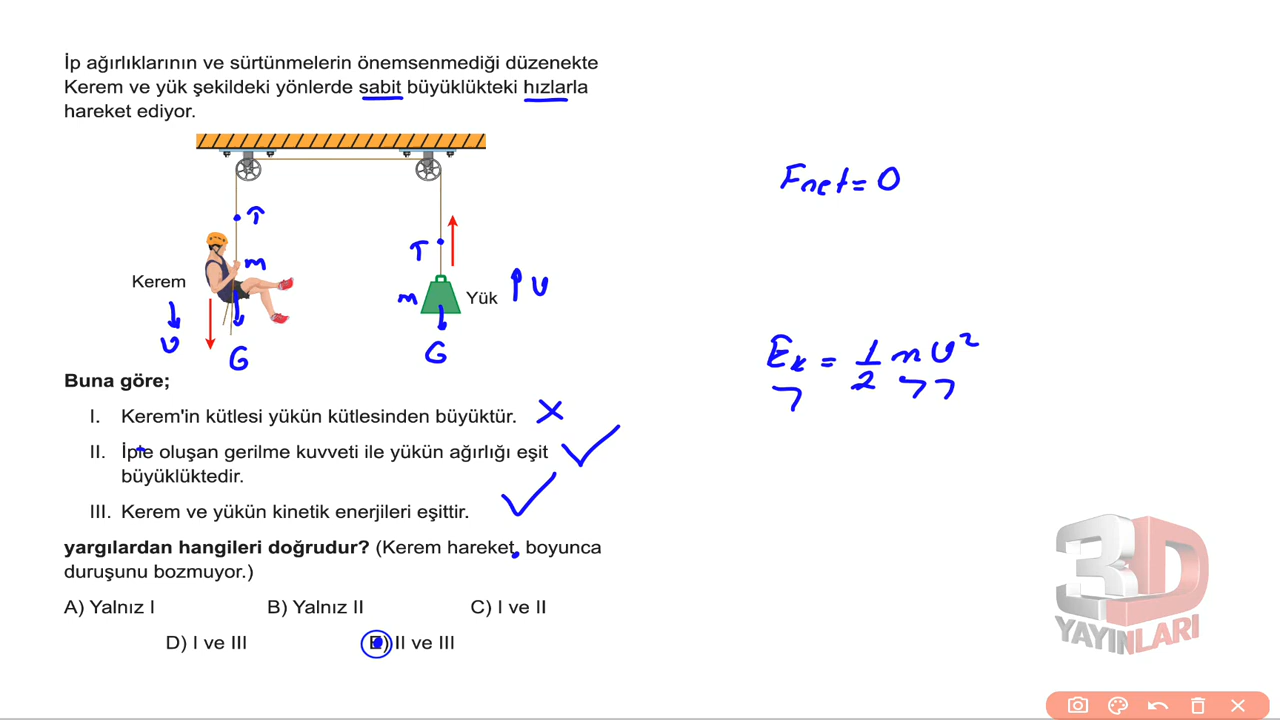 İp ağırlıklarının ve sürtünmelerin önemsenmediği düzenekte
Kerem ve yük şekildeki yönlerde sabit büyüklükteki hızlarla
hareket ediyor.
Fnet = 0
T
T
m
Kerem
m
Yük
υ
υ
G
G
Ek = 1/2 m υ²
Buna göre;
I. Kerem'in kütlesi yükün kütlesinden büyüktür.
II. İpte oluşan gerilme kuvveti ile yükün ağırlığı eşit
büyüklüktedir.
III. Kerem ve yükün kinetik enerjileri eşittir.
yargılardan hangileri doğrudur? (Kerem hareket boyunca
duruşunu bozmuyor.)
A) Yalnız I B) Yalnız II C) I ve II
D) I ve III E) II ve III
3D
YAYINLARI